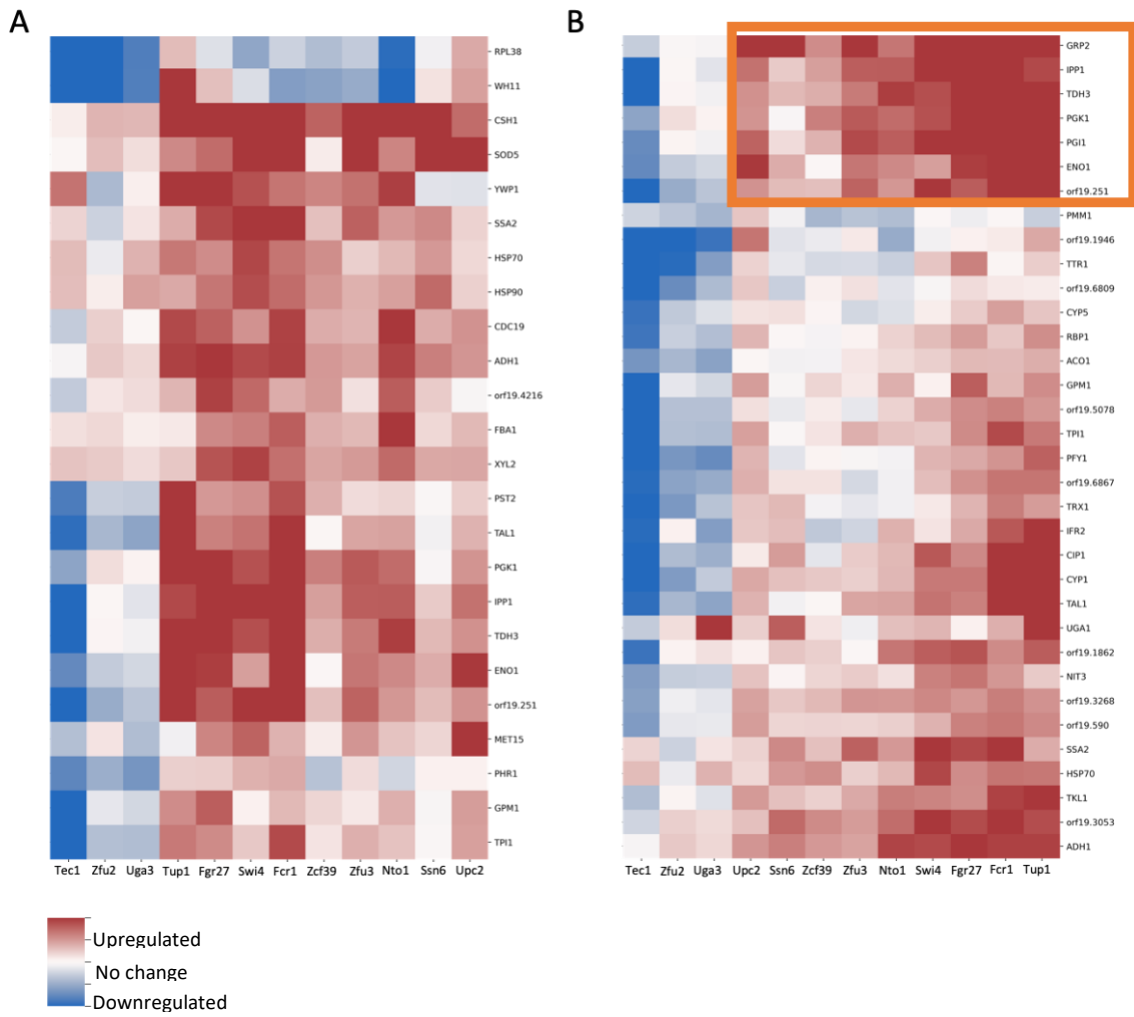 A
RPL38
WH11
CSH1
SOD5
YWP1
SSA2
HSP70
HSP90
CDC19
ADH1
orf19.4216
FBA1
XYL2
PST2
TAL1
PGK1
IPP1
TDH3
ENO1
orf19.251
MET15
PHR1
GPM1
TPI1
Tec1 Zfu2 Uga3 Tup1 Fgr27 Swi4 Fcr1 Zcf39 Zfu3 Nto1 Ssn6 Upc2
B
GRP2
IPP1
TDH3
PGK1
PGI1
ENO1
orf19.251
PMM1
orf19.1946
TTR1
orf19.6809
CYP5
RBP1
ACO1
GPM1
orf19.5078
TPI1
PFY1
orf19.6867
TRX1
IFR2
CIP1
CYP1
TAL1
UGA1
orf19.1862
NIT3
orf19.3268
orf19.590
SSA2
HSP70
TKL1
orf19.3053
ADH1
Tec1 Zfu2 Uga3 Upc2 Ssn6 Zcf39 Zfu3 Nto1 Swi4 Fgr27 Fcr1 Tup1
Upregulated
No change
Downregulated